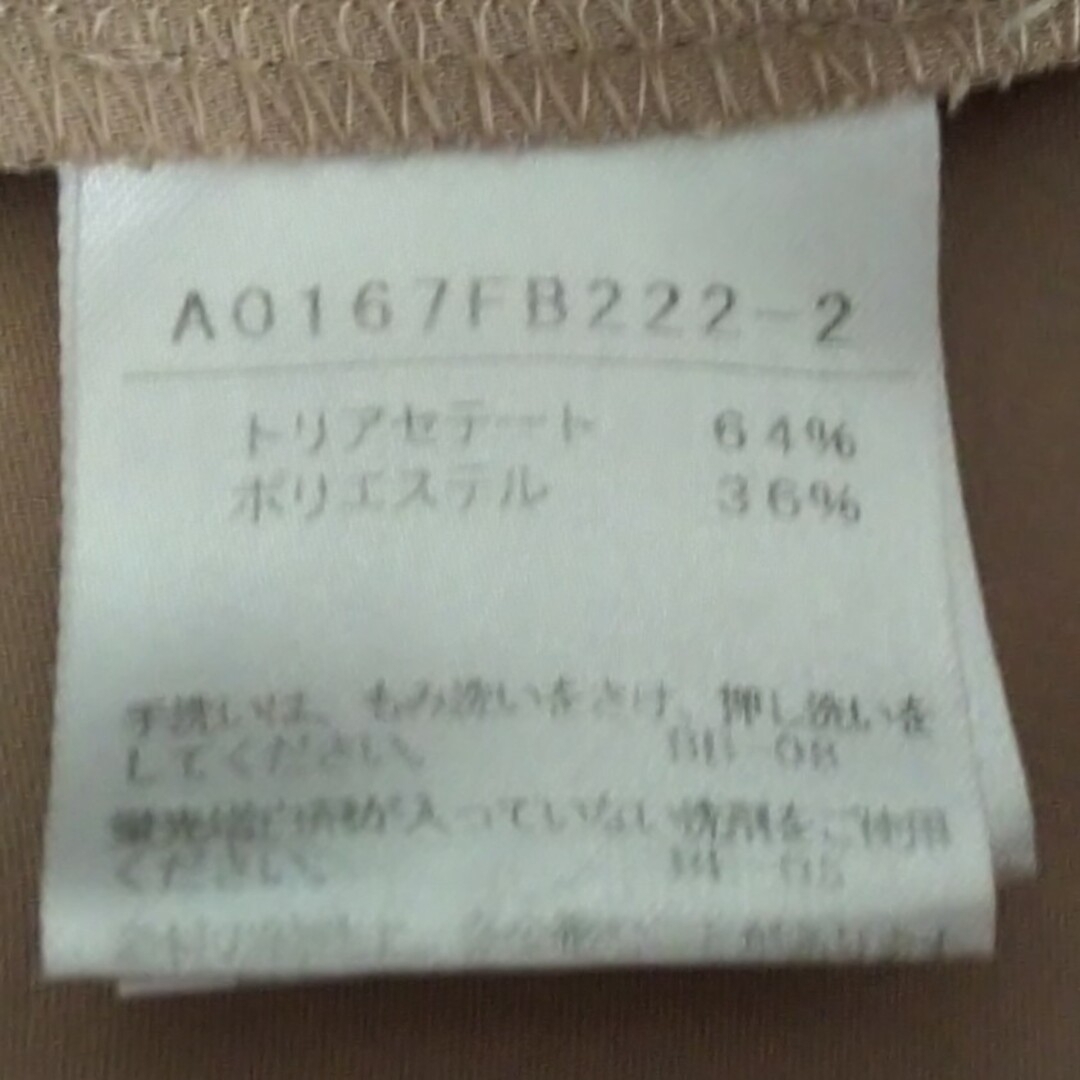 A0167FB222-2
トリアセテート 64%
ポリエステル 36%
手洗いは、もみ洗いをさけ、押し洗いを
してください。
蛍光増白剤が入っていない洗剤をご使用
ください。